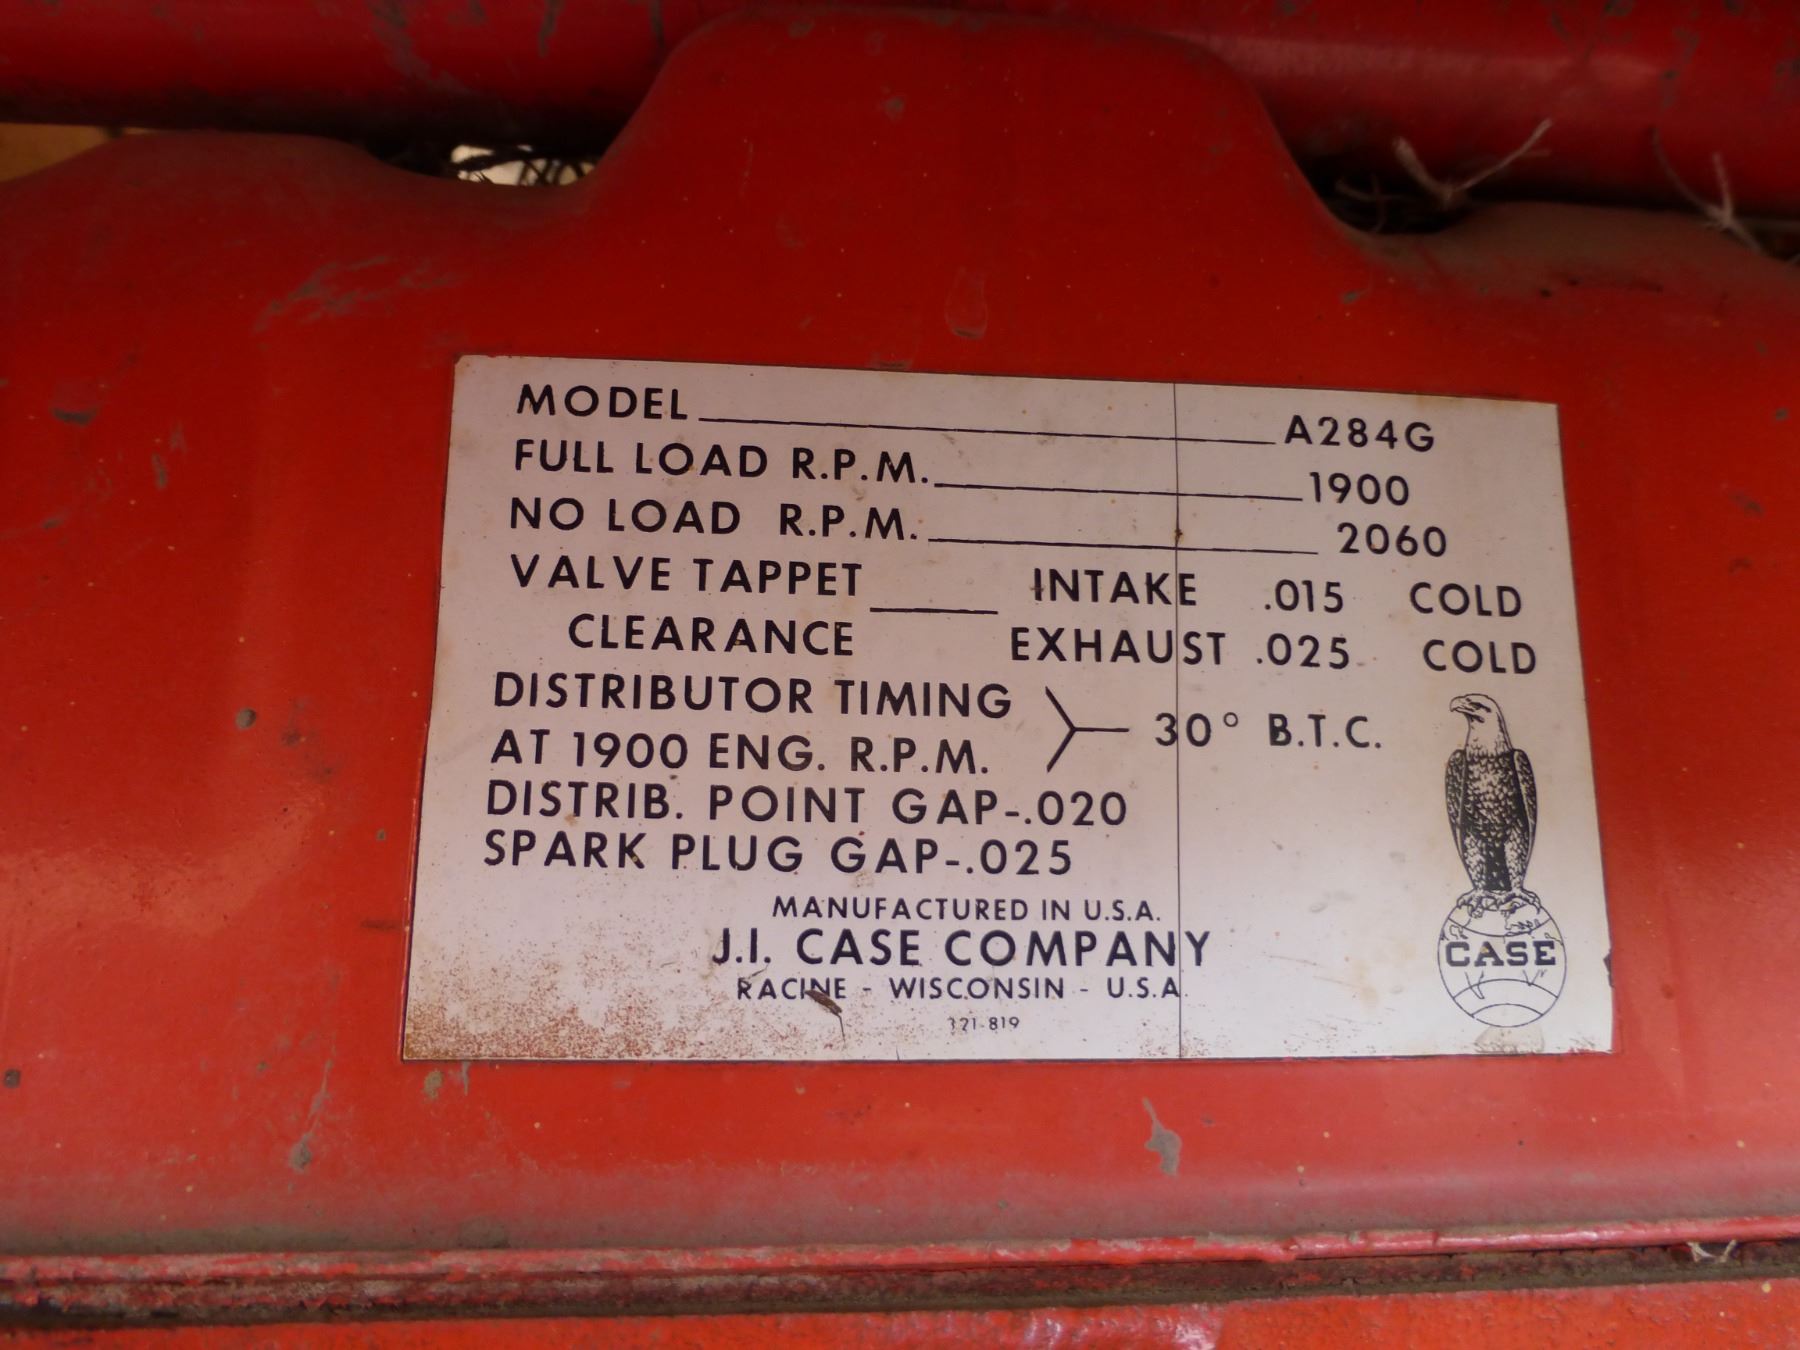 MODEL A284G
FULL LOAD R.P.M. 1900
NO LOAD R.P.M. 2060
VALVE TAPPET INTAKE .015 COLD
CLEARANCE EXHAUST .025 COLD
DISTRIBUTOR TIMING
AT 1900 ENG. R.P.M. 30° B.T.C.
DISTRIB. POINT GAP-.020
SPARK PLUG GAP-.025
MANUFACTURED IN U.S.A.
J.I. CASE COMPANY
RACINE - WISCONSIN - U.S.A.
CASE